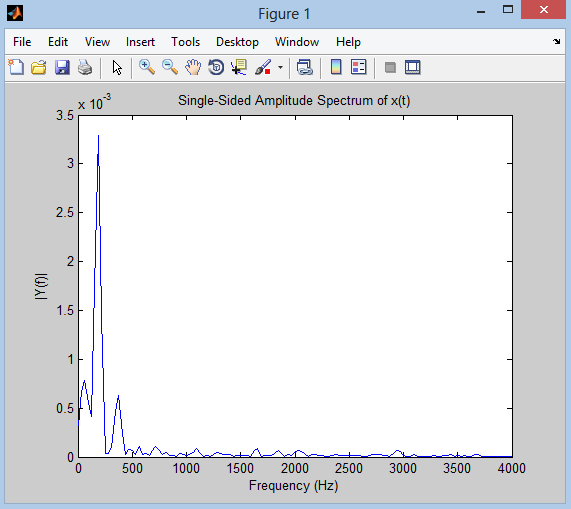 Figure 1
File Edit View Insert Tools Desktop Window Help
x 10^-3
Single-Sided Amplitude Spectrum of x(t)
3.5
3
2.5
2
1.5
1
0.5
0
|Y(f)|
0 500 1000 1500 2000 2500 3000 3500 4000
Frequency (Hz)